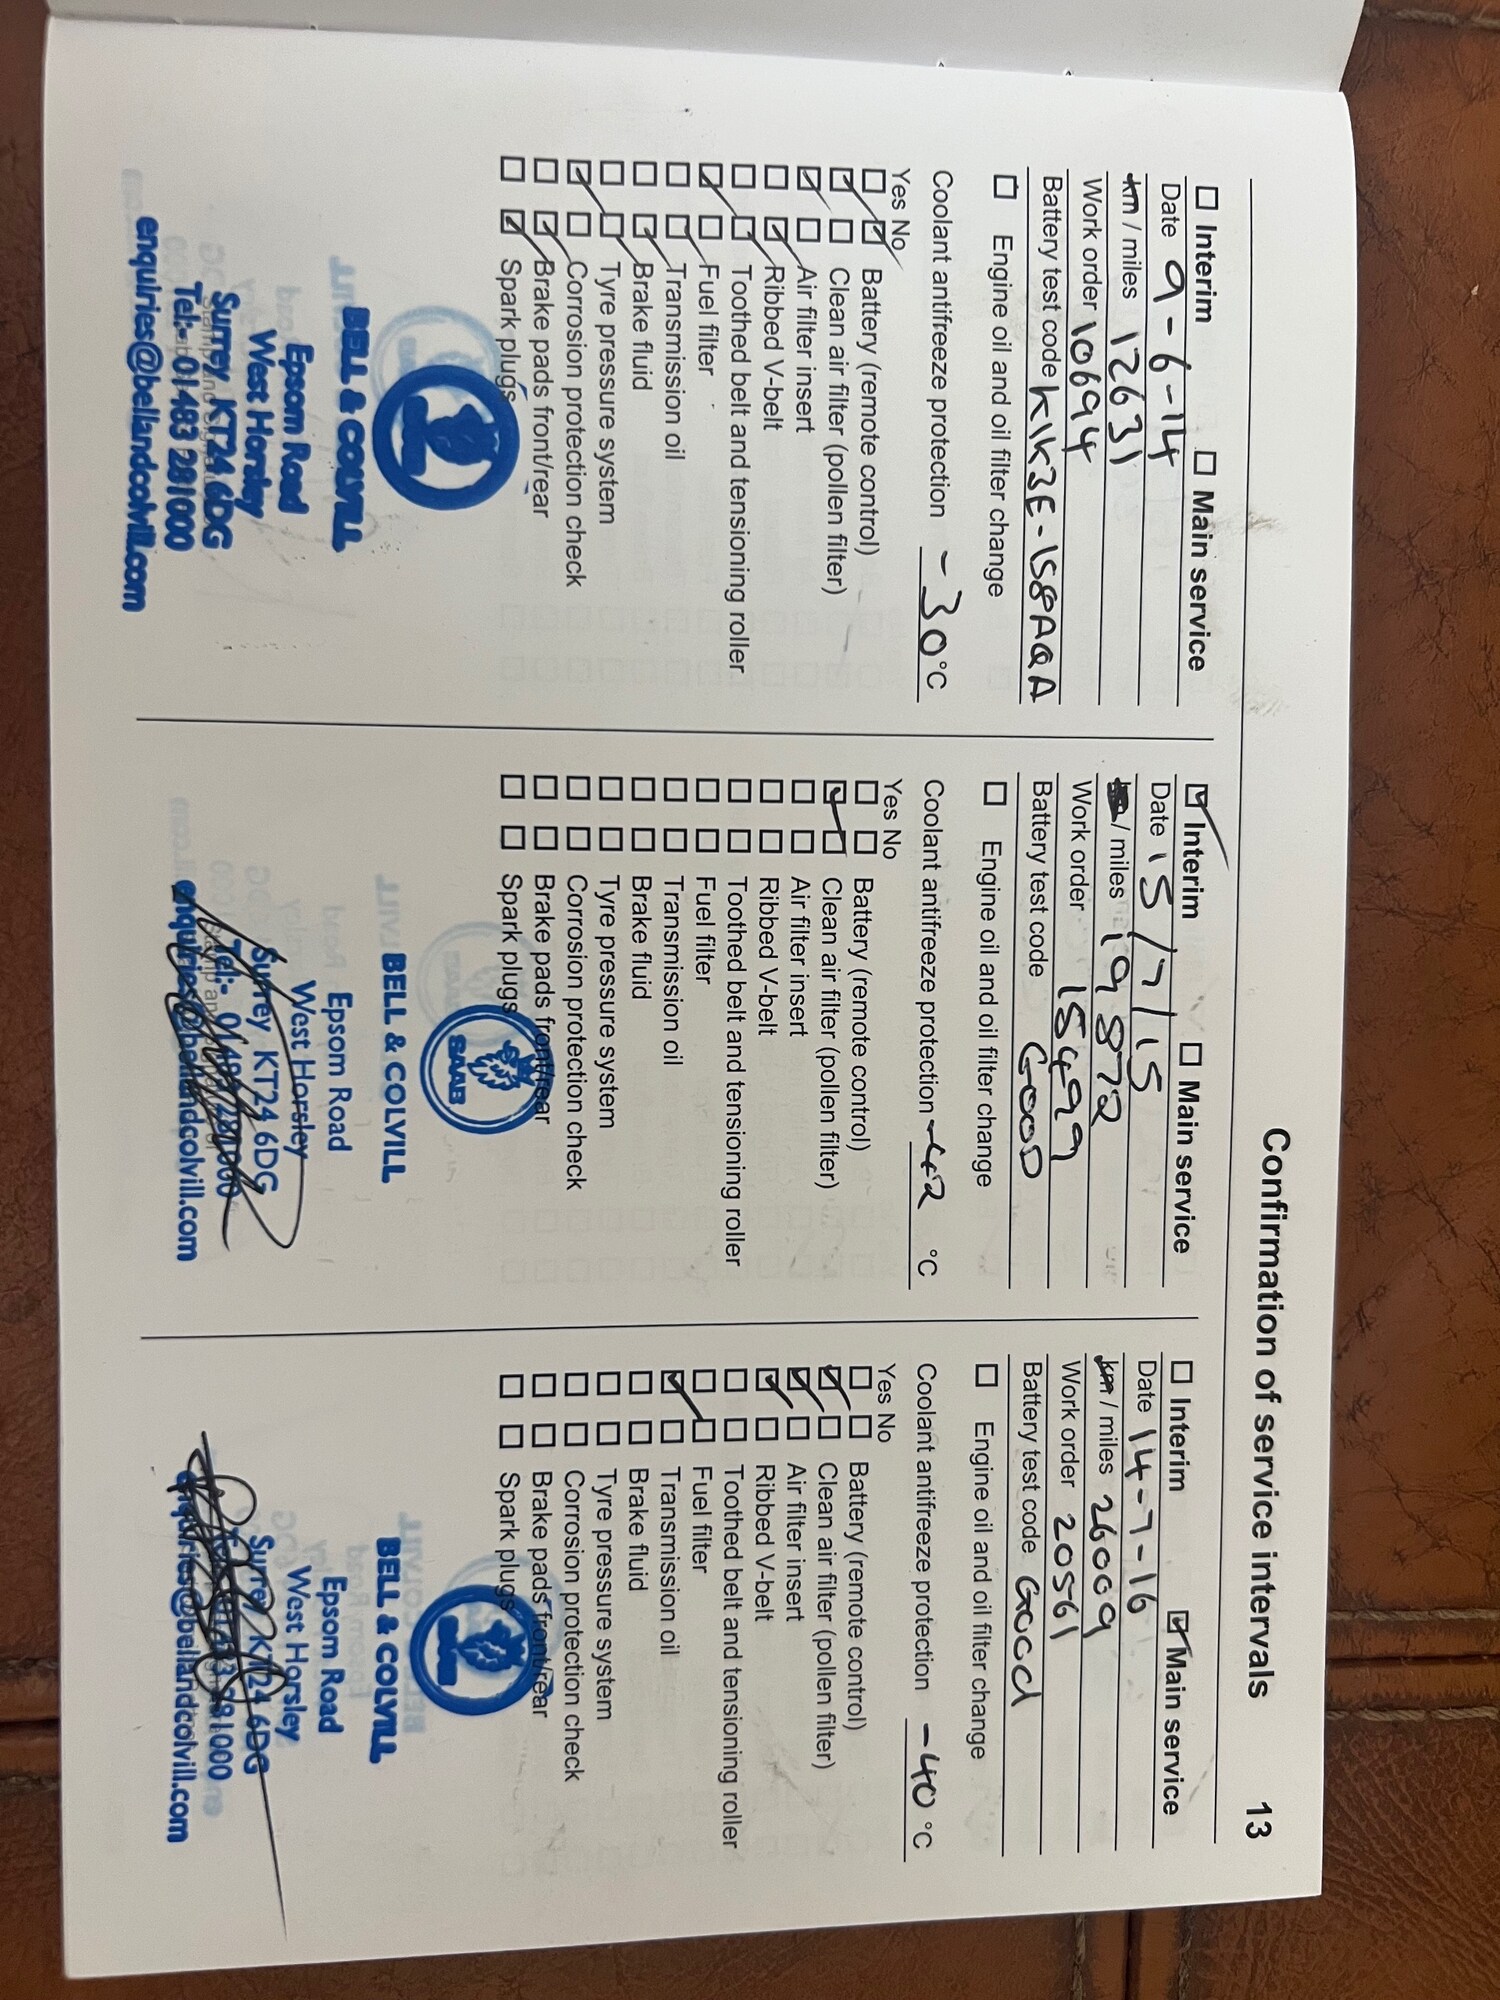 Confirmation of service intervals 13
Interim Main service
Date 9-6-14
km / miles 12631
Work order 10694
Battery test code K1K3E-1S8AQA
Engine oil and oil filter change
Coolant antifreeze protection -30 °C
Yes No
Battery (remote control)
Clean air filter (pollen filter)
Air filter insert
Ribbed V-belt
Toothed belt and tensioning roller
Fuel filter
Transmission oil
Brake fluid
Tyre pressure system
Corrosion protection check
Brake pads front/rear
Spark plugs
BELL & COLVILL
Epsom Road
West Horsley
Surrey KT24 6DG
Tel:- 01483 281000
enquiries@bellandcolvill.com
Interim Main service
Date 15/7/15
/ miles 19872
Work order 15499
Battery test code GOOD
Engine oil and oil filter change
Coolant antifreeze protection -42 °C
Yes No
Battery (remote control)
Clean air filter (pollen filter)
Air filter insert
Ribbed V-belt
Toothed belt and tensioning roller
Fuel filter
Transmission oil
Brake fluid
Tyre pressure system
Corrosion protection check
Brake pads front/rear
Spark plugs
SAAB
BELL & COLVILL
Epsom Road
West Horsley
Surrey KT24 6DG
Tel:- 01483 281000
enquiries@bellandcolvill.com
Interim Main service
Date 14-7-16
km / miles 26009
Work order 20561
Battery test code Good
Engine oil and oil filter change
Coolant antifreeze protection -40 °C
Yes No
Battery (remote control)
Clean air filter (pollen filter)
Air filter insert
Ribbed V-belt
Toothed belt and tensioning roller
Fuel filter
Transmission oil
Brake fluid
Tyre pressure system
Corrosion protection check
Brake pads front/rear
Spark plugs
BELL & COLVILL
Epsom Road
West Horsley
Surrey KT24 6DG
281000
enquiries@bellandcolvill.com